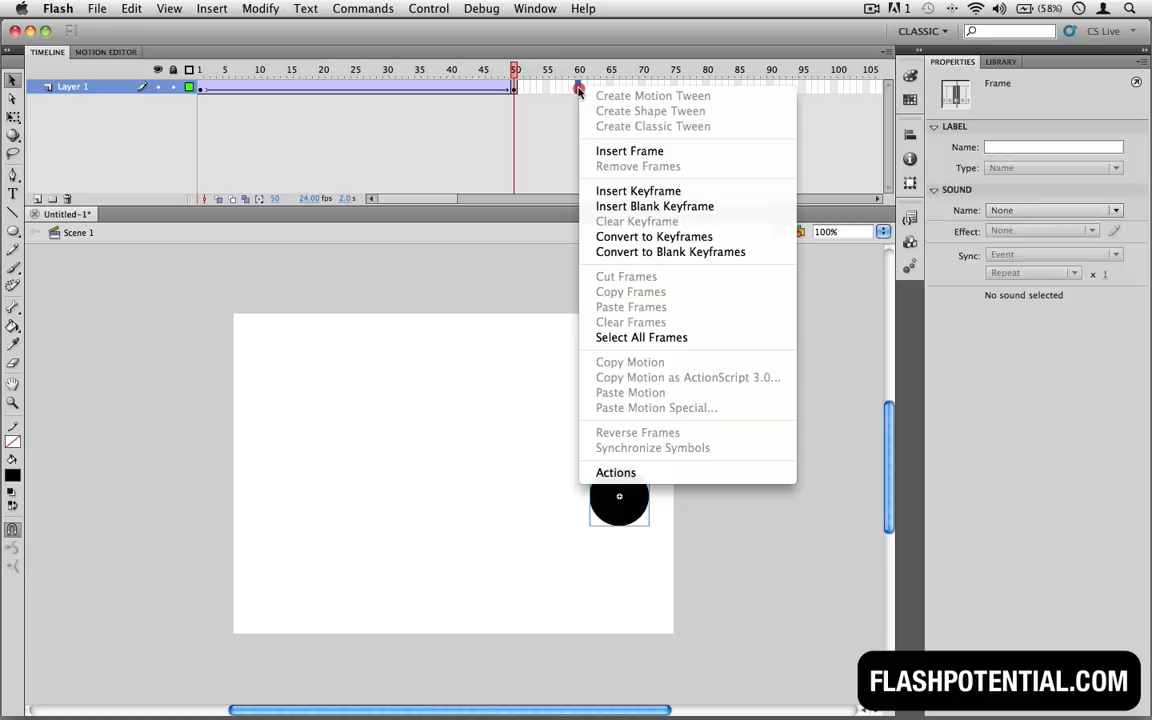 Flash File Edit View Insert Modify Text Commands Control Debug Window Help 1 (58%)
CLASSIC CS Live
TIMELINE MOTION EDITOR
PROPERTIES LIBRARY
1 5 10 15 20 25 30 35 40 45 50 55 60 65 70 75 80 85 90 95 100 105
Layer 1
Frame
Create Motion Tween
Create Shape Tween
Create Classic Tween
Insert Frame
Remove Frames
Insert Keyframe
Insert Blank Keyframe
Clear Keyframe
Convert to Keyframes
Convert to Blank Keyframes
Cut Frames
Copy Frames
Paste Frames
Clear Frames
Select All Frames
Copy Motion
Copy Motion as ActionScript 3.0...
Paste Motion
Paste Motion Special...
Reverse Frames
Synchronize Symbols
Actions
LABEL
Name:
Type: Name
SOUND
Name: None
Effect: None
Sync: Event
Repeat x 1
No sound selected
50 24.00 fps 2.0 s
Untitled-1*
Scene 1
100%
FLASHPOTENTIAL.COM